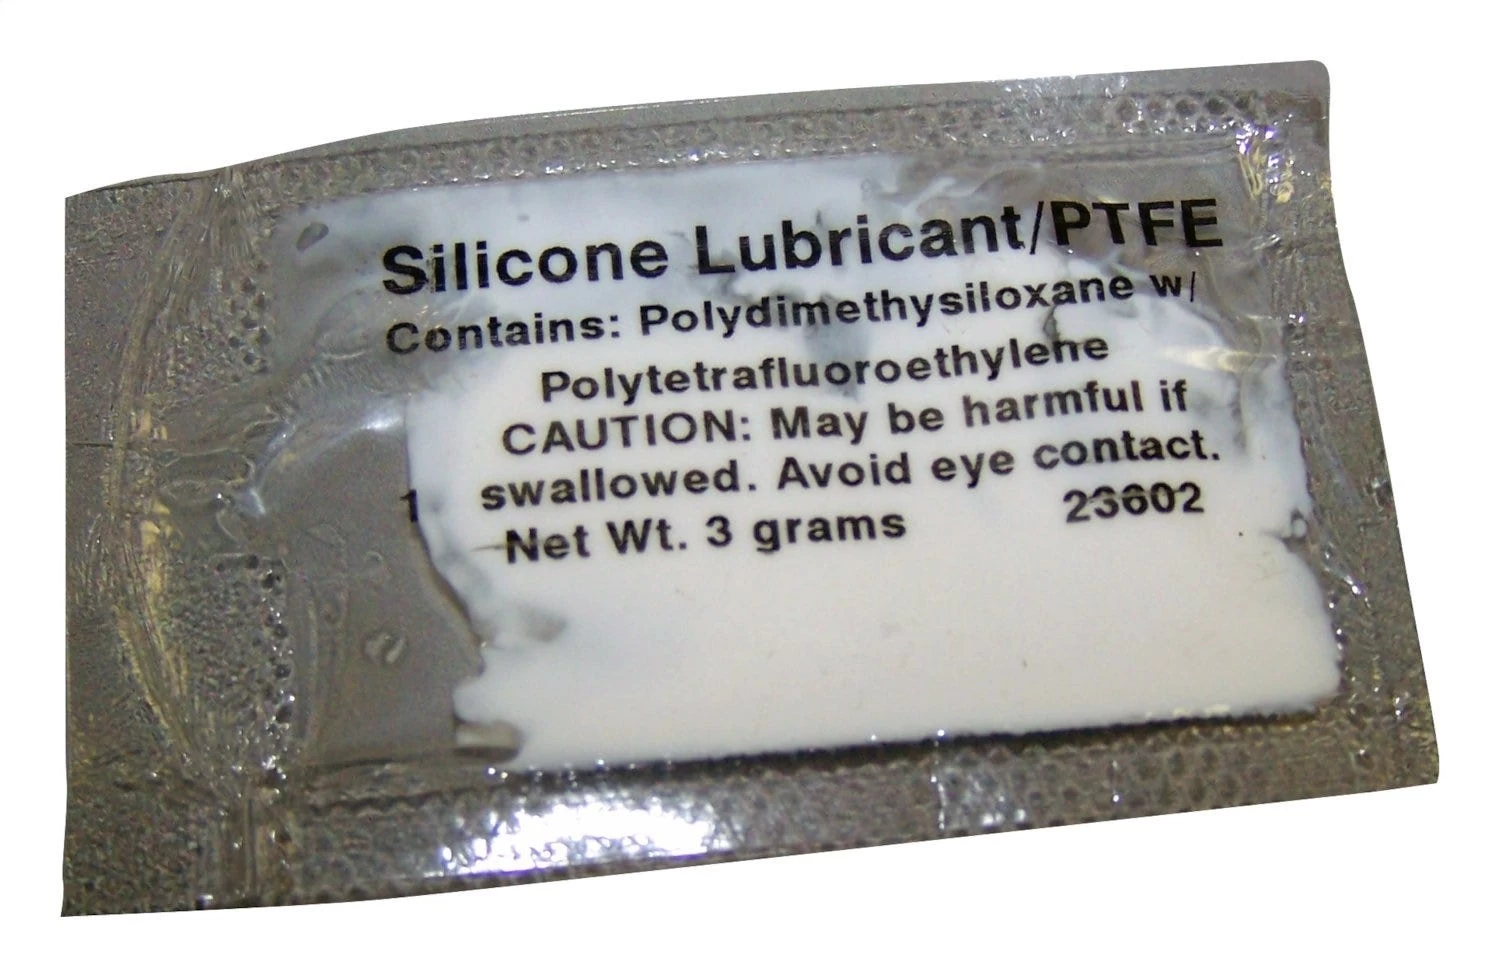 Silicone Lubricant/PTFE
Contains: Polydimethysiloxane w/
Polytetrafluoroethylene
CAUTION: May be harmful if
swallowed. Avoid eye contact.
1 Net Wt. 3 grams 23602